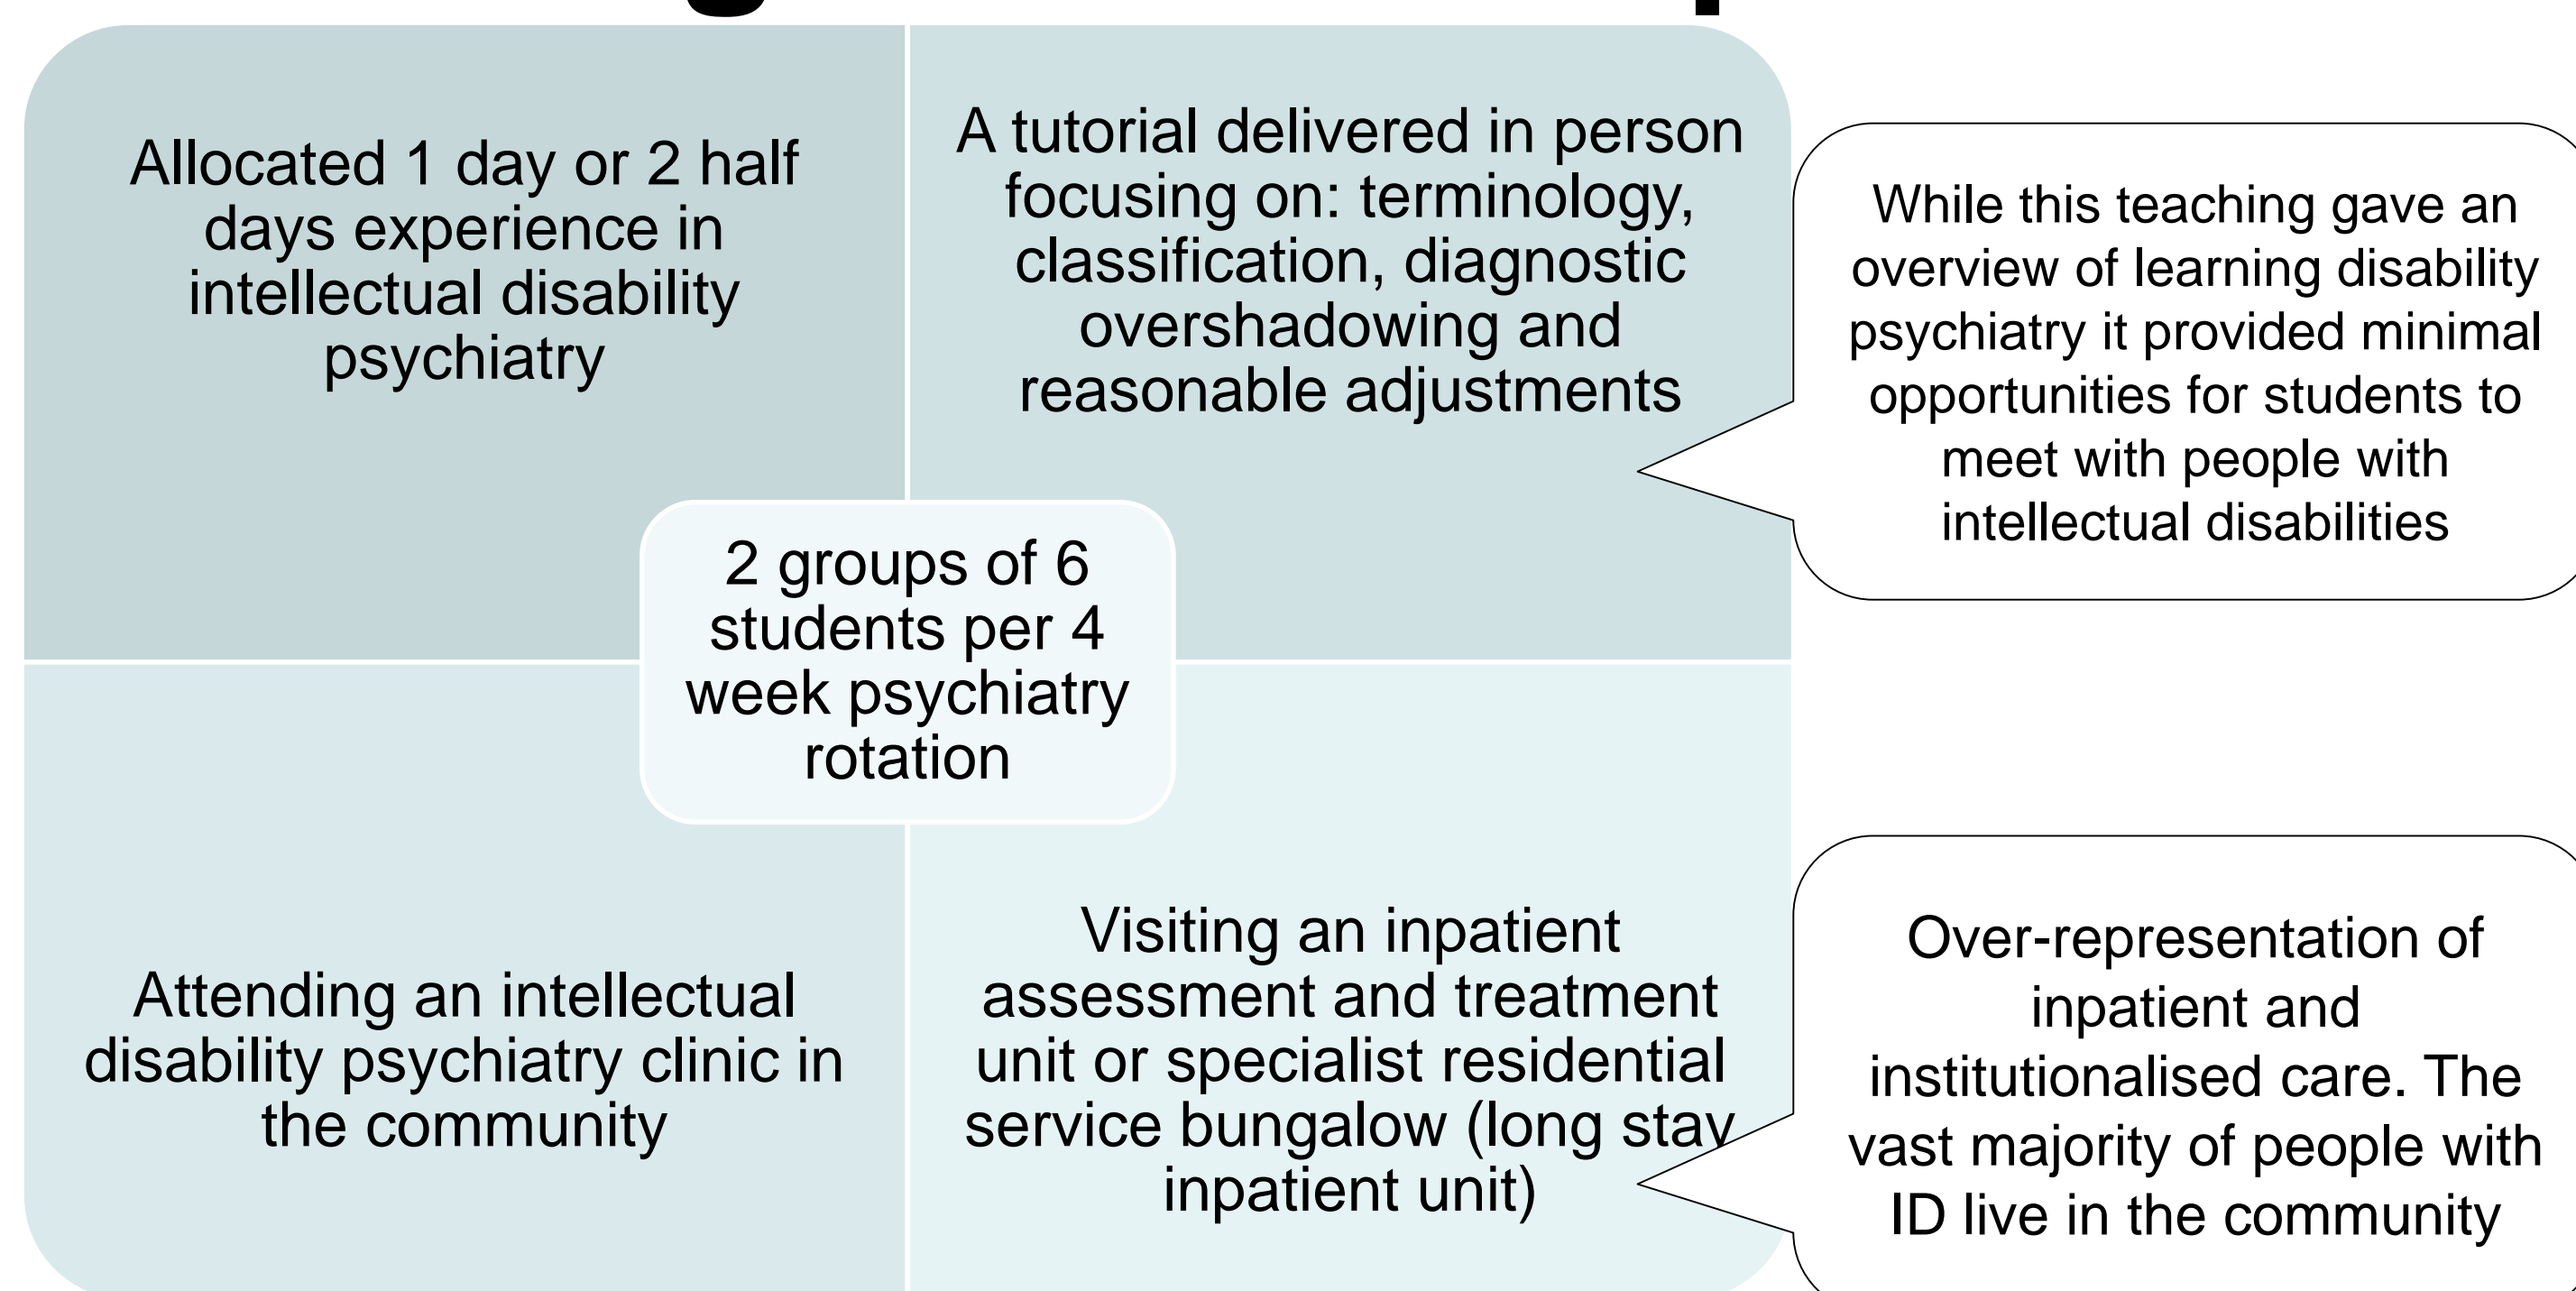 Allocated 1 day or 2 half
days experience in
intellectual disability
psychiatry
A tutorial delivered in person
focusing on: terminology,
classification, diagnostic
overshadowing and
reasonable adjustments
While this teaching gave an
overview of learning disability
psychiatry it provided minimal
opportunities for students to
meet with people with
intellectual disabilities
2 groups of 6
students per 4
week psychiatry
rotation
Attending an intellectual
disability psychiatry clinic in
the community
Visiting an inpatient
assessment and treatment
unit or specialist residential
service bungalow (long stay
inpatient unit)
Over-representation of
inpatient and
institutionalised care. The
vast majority of people with
ID live in the community